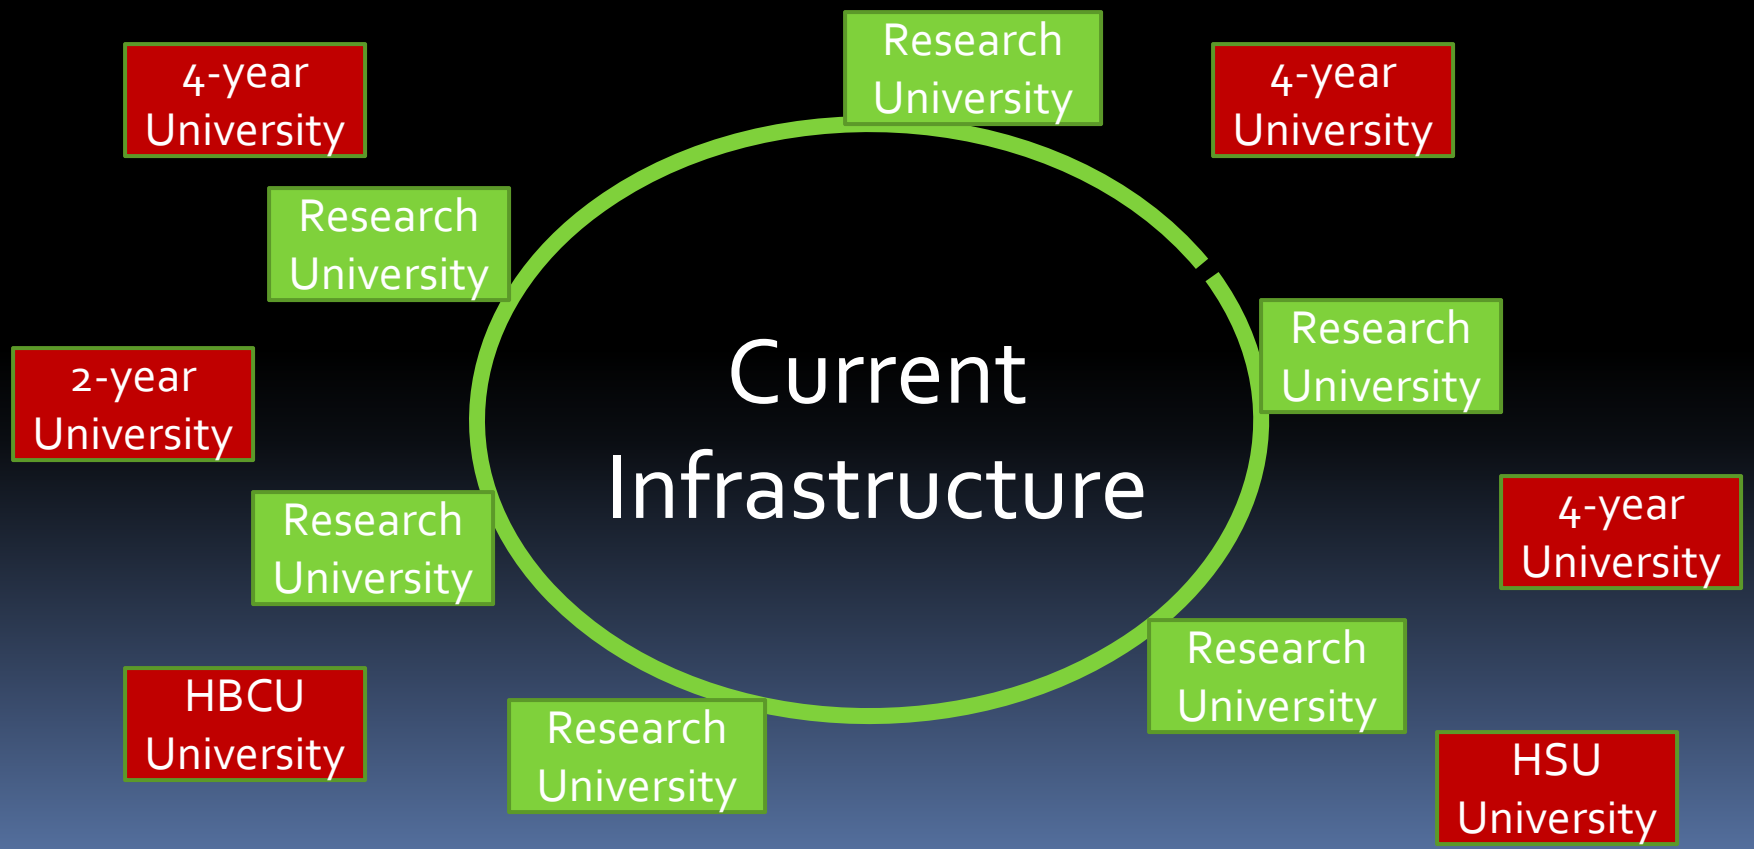 4-year
University
Research
University
4-year
University
Research
University
Research
University
2-year
University
Current
Infrastructure
Research
University
4-year
University
Research
University
HBCU
University
Research
University
HSU
University